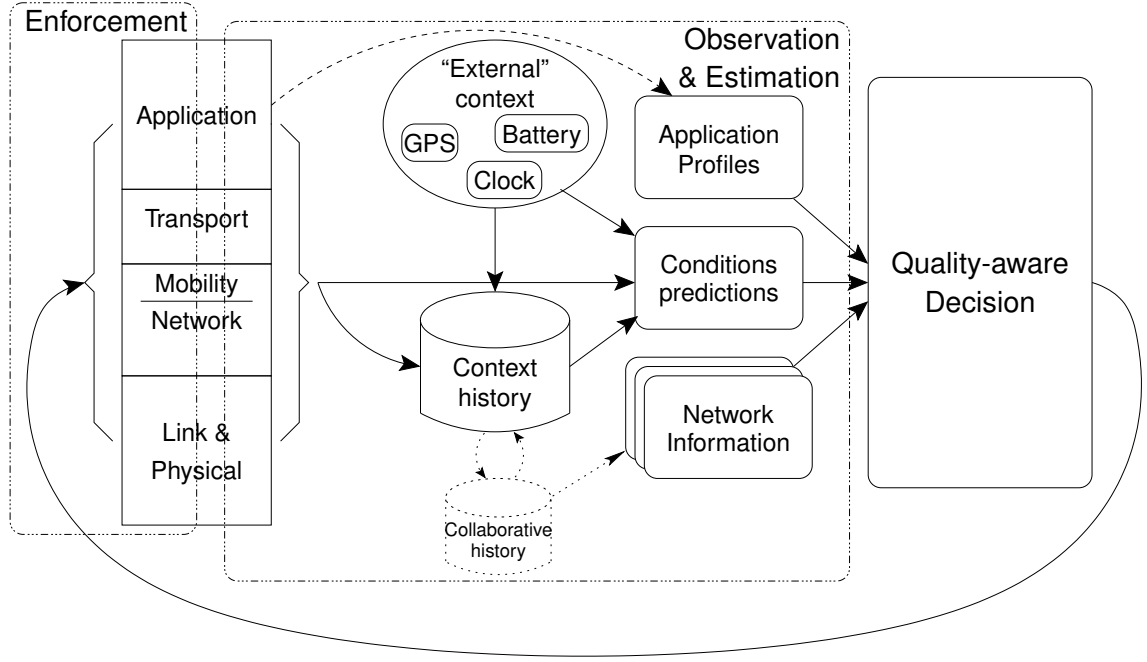 Enforcement
Observation
& Estimation
Application
Transport
Mobility
Network
Link &
Physical
“External”
context
GPS
Battery
Clock
Context
history
Collaborative
history
Application
Profiles
Conditions
predictions
Network
Information
Quality-aware
Decision